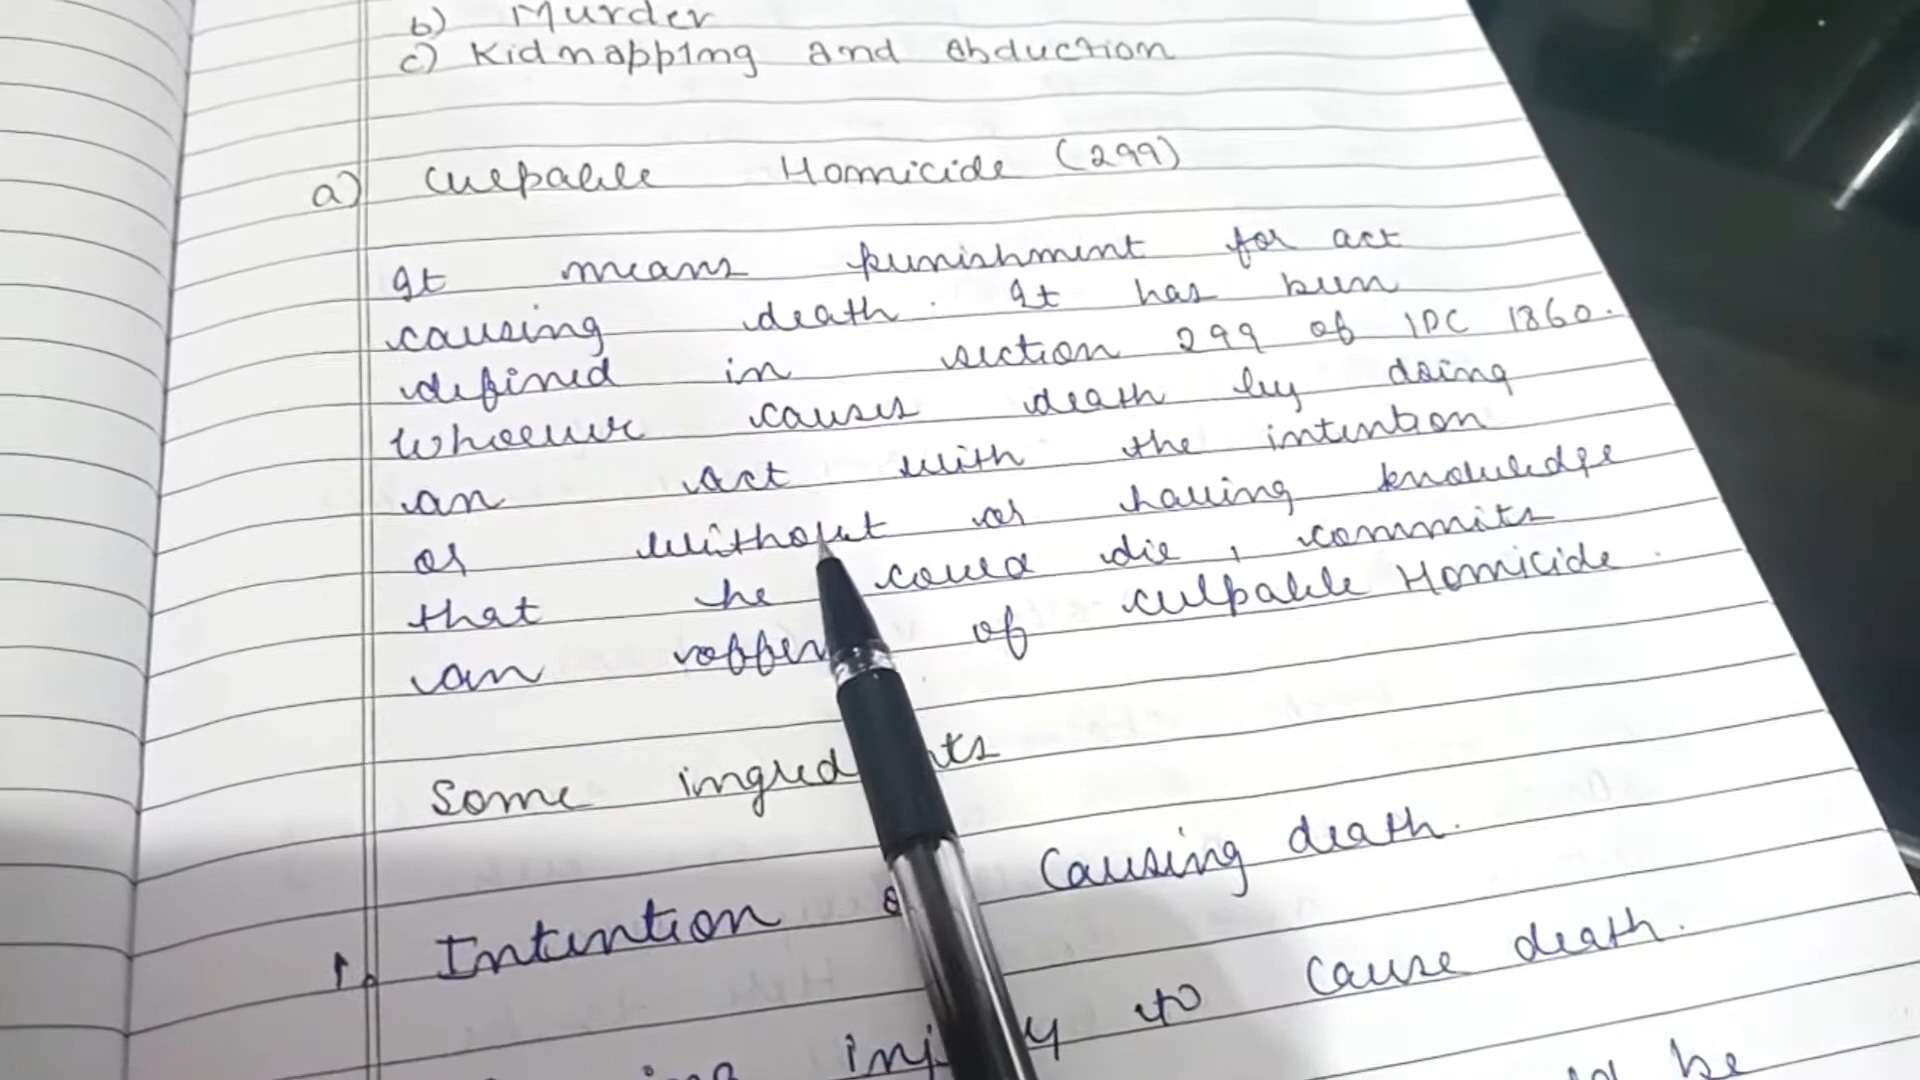 b) Murder
c) Kidnapping and abduction
a) Culpable Homicide (299)
It means punishment for act
causing death. It has been
defined in section 299 of IPC 1860.
Whoever causes death by doing
an act with the intention
or without or having knowledge
that he could die, commits
an of culpable Homicide.
Some
1. Intention Causing death.
to cause death.
be